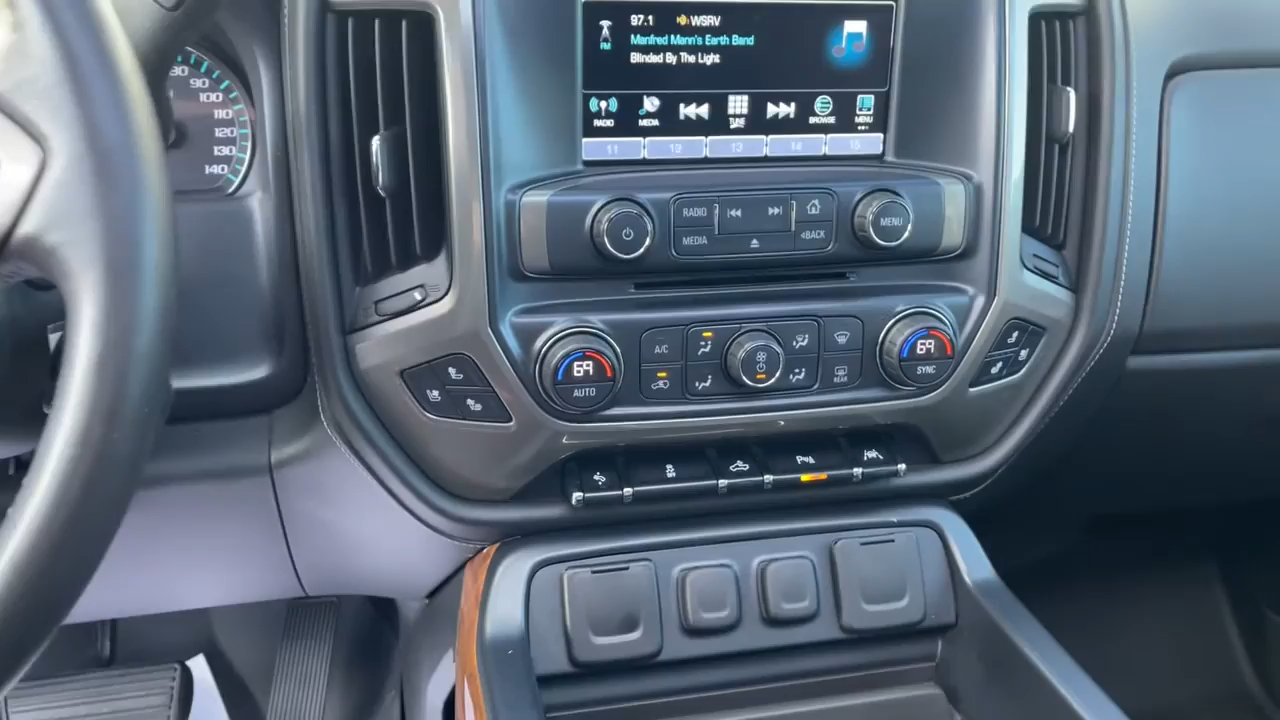 97.1 WSRV
Manfred Mann's Earth Band
Blinded By The Light
FM
RADIO MEDIA TUNE BROWSE MENU
11 12 13 14 15
80
90
100
110
120
130
140
RADIO
MEDIA
BACK
MENU
69
AUTO
A/C
REAR
69
SYNC